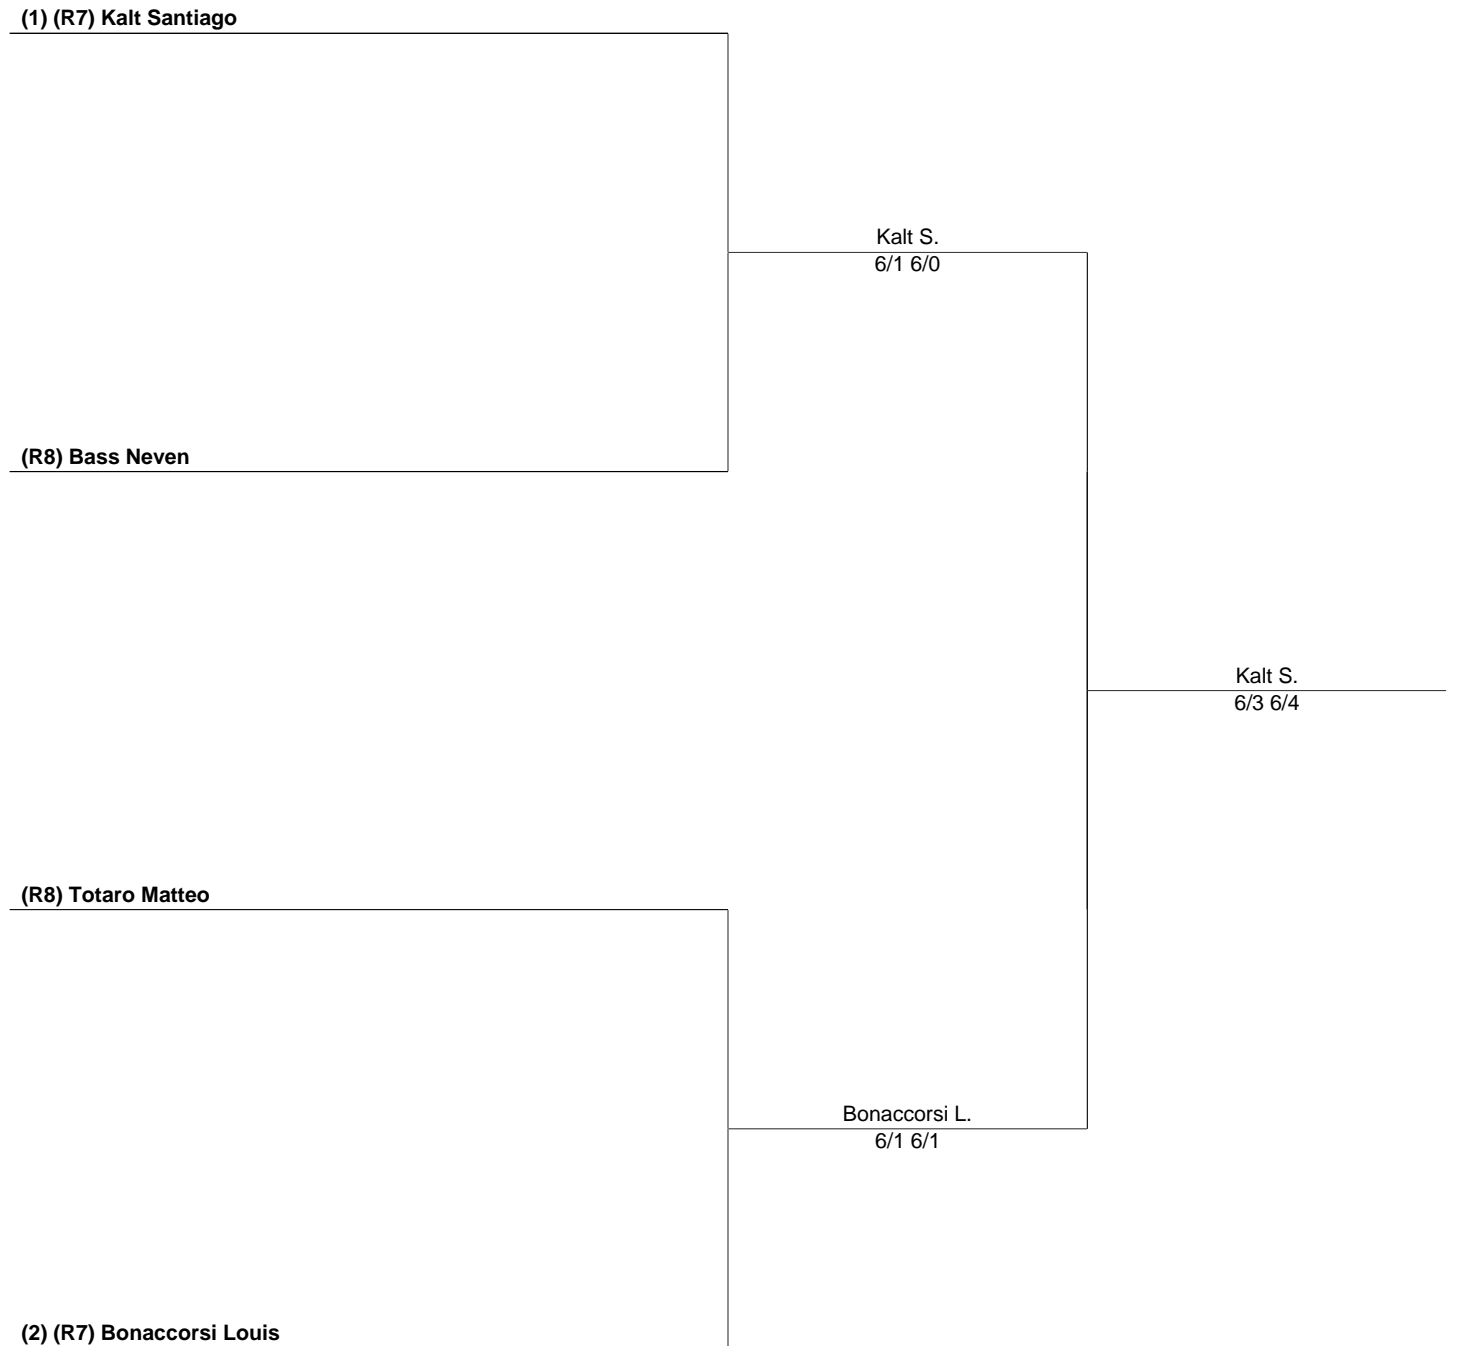 (1) (R7) Kalt Santiago
Kalt S.
6/1 6/0
(R8) Bass Neven
Kalt S.
6/3 6/4
(R8) Totaro Matteo
Bonaccorsi L.
6/1 6/1
(2) (R7) Bonaccorsi Louis